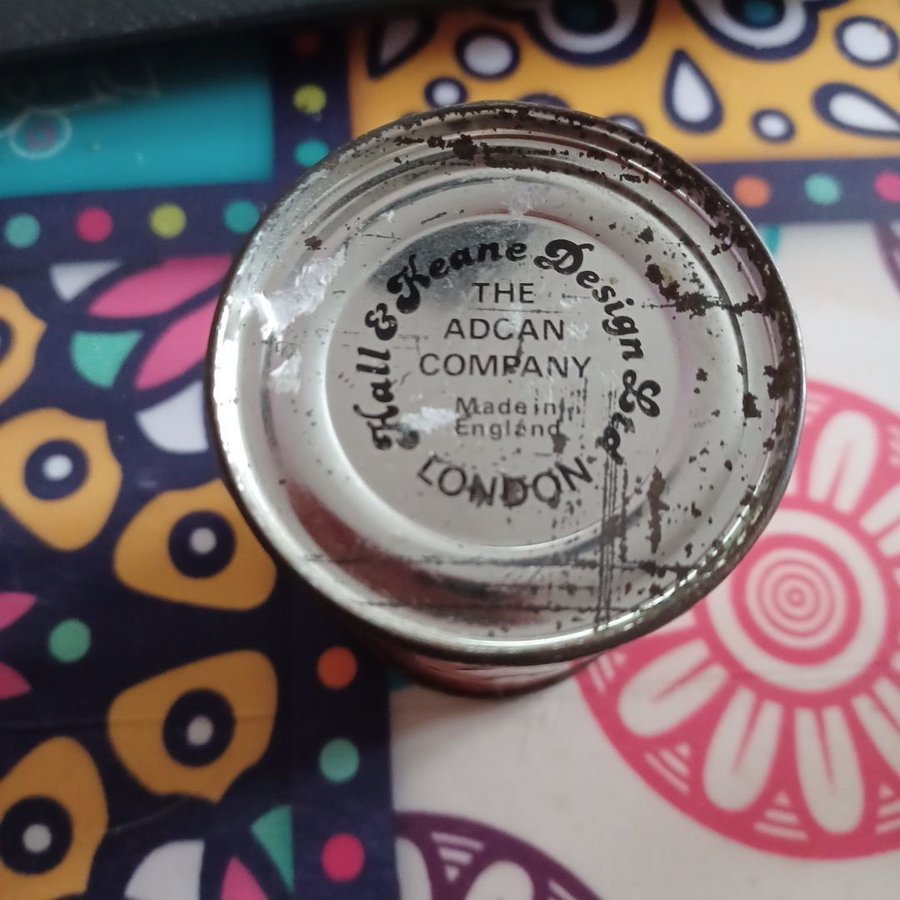 Hall & Keane Design Ltd
THE
ADCAN
COMPANY
Made in
England
LONDON